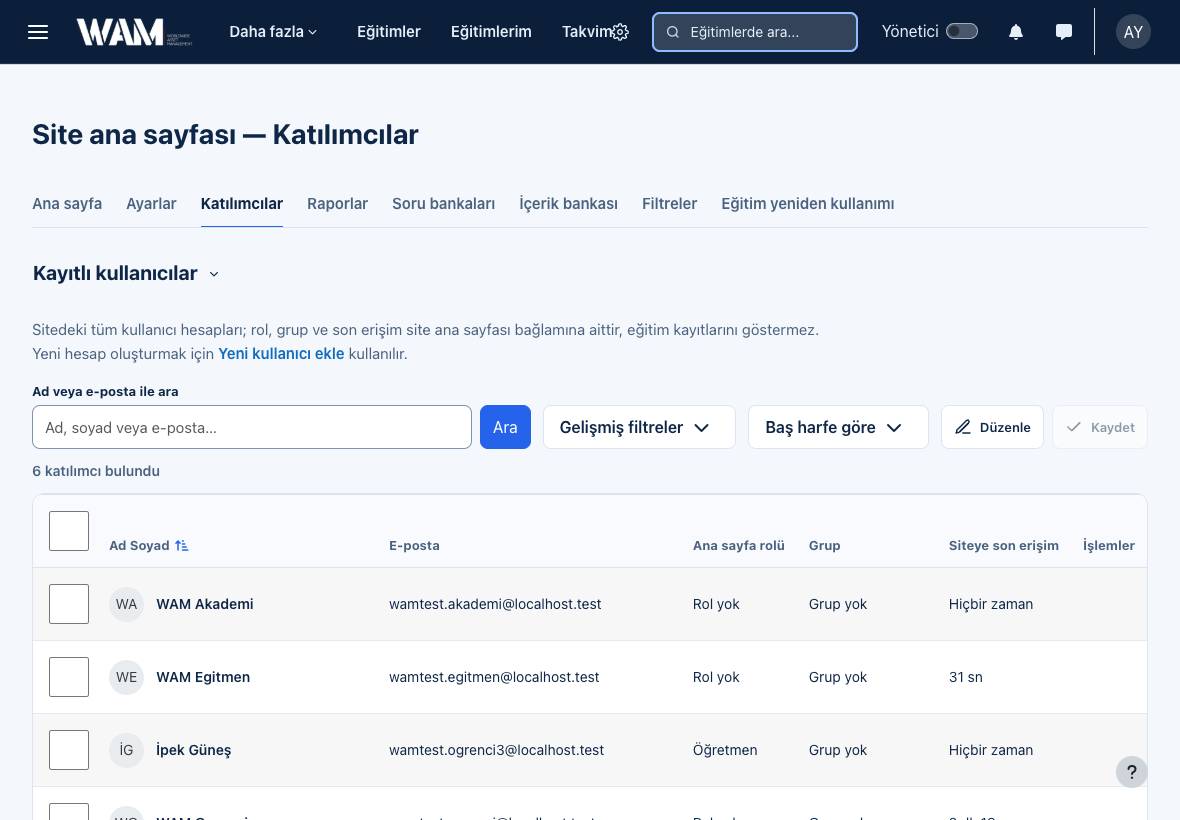 WAM WORLDWIDE ASSET MANAGEMENT
Daha fazla
Eğitimler
Eğitimlerim
Takvim
Eğitimlerde ara...
Yönetici
AY
Site ana sayfası — Katılımcılar
Ana sayfa
Ayarlar
Katılımcılar
Raporlar
Soru bankaları
İçerik bankası
Filtreler
Eğitim yeniden kullanımı
Kayıtlı kullanıcılar
Sitedeki tüm kullanıcı hesapları; rol, grup ve son erişim site ana sayfası bağlamına aittir, eğitim kayıtlarını göstermez.
Yeni hesap oluşturmak için Yeni kullanıcı ekle kullanılır.
Ad veya e-posta ile ara
Ad, soyad veya e-posta...
Ara
Gelişmiş filtreler
Baş harfe göre
Düzenle
Kaydet
6 katılımcı bulundu
Ad Soyad E-posta Ana sayfa rolü Grup Siteye son erişim İşlemler
WA WAM Akademi wamtest.akademi@localhost.test Rol yok Grup yok Hiçbir zaman
WE WAM Egitmen wamtest.egitmen@localhost.test Rol yok Grup yok 31 sn
İG İpek Güneş wamtest.ogrenci3@localhost.test Öğretmen Grup yok Hiçbir zaman
?